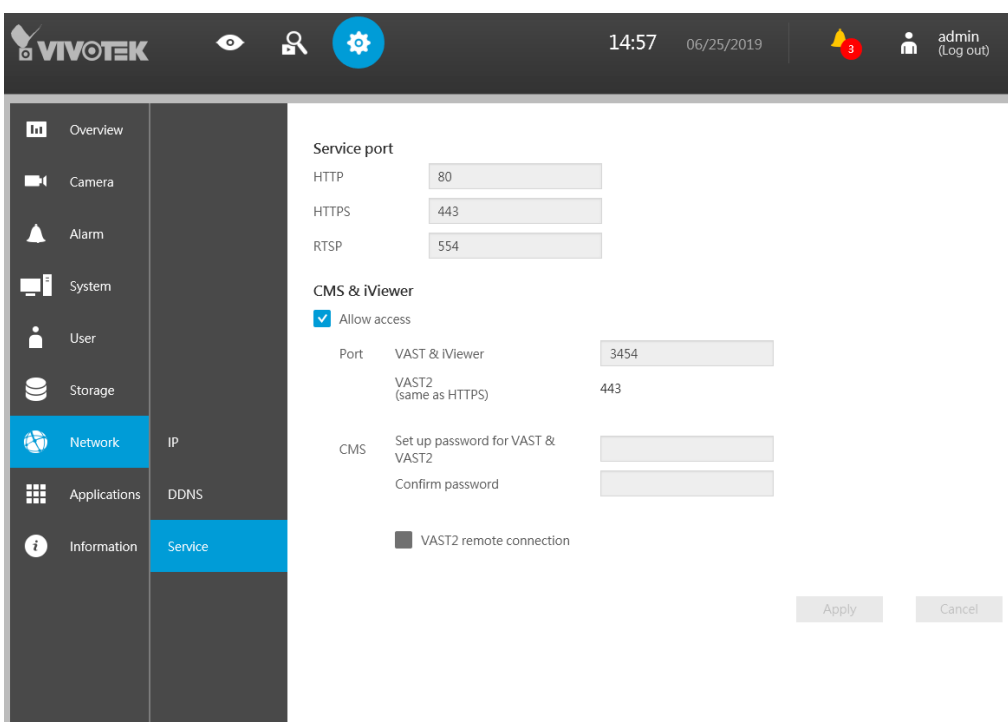 VIVOTEK
14:57
06/25/2019
3
admin
(Log out)
Overview
Camera
Alarm
System
User
Storage
Network
Applications
Information
IP
DDNS
Service
Service port
HTTP 80
HTTPS 443
RTSP 554
CMS & iViewer
Allow access
Port VAST & iViewer 3454
VAST2
(same as HTTPS) 443
CMS Set up password for VAST &
VAST2
Confirm password
VAST2 remote connection
Apply Cancel